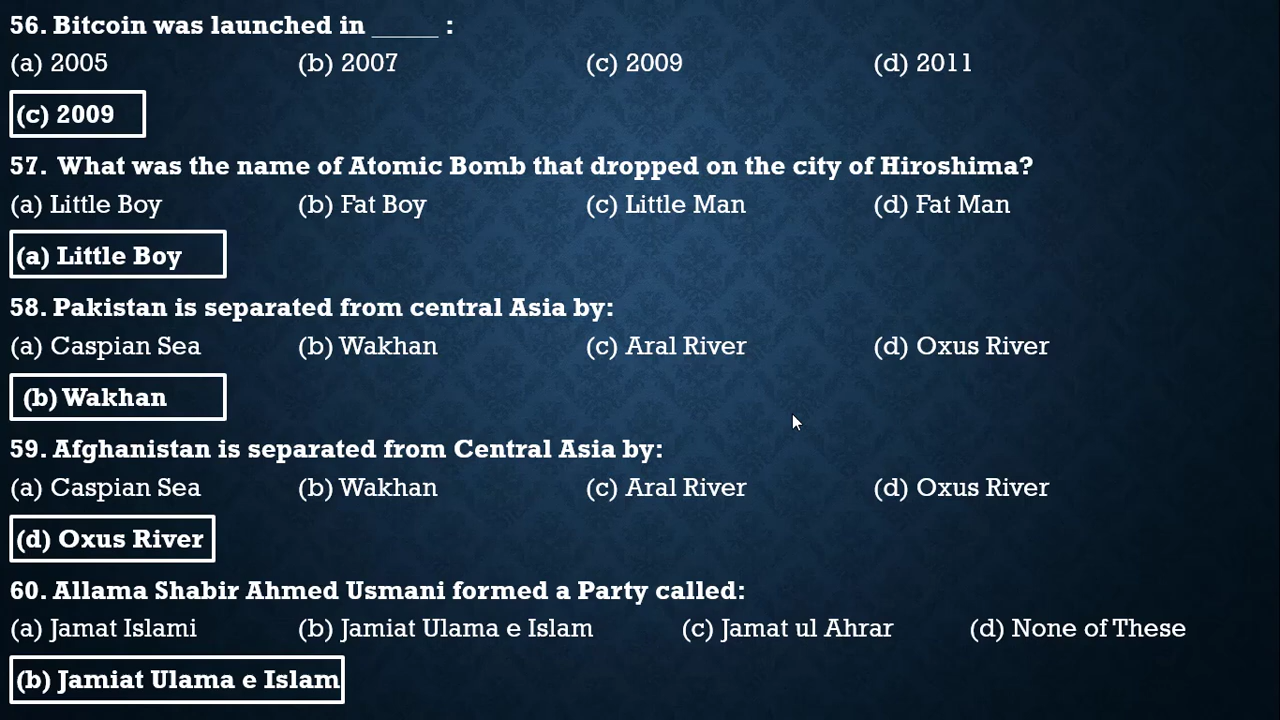 56. Bitcoin was launched in _____ :
(a) 2005 (b) 2007 (c) 2009 (d) 2011
(c) 2009
57. What was the name of Atomic Bomb that dropped on the city of Hiroshima?
(a) Little Boy (b) Fat Boy (c) Little Man (d) Fat Man
(a) Little Boy
58. Pakistan is separated from central Asia by:
(a) Caspian Sea (b) Wakhan (c) Aral River (d) Oxus River
(b) Wakhan
59. Afghanistan is separated from Central Asia by:
(a) Caspian Sea (b) Wakhan (c) Aral River (d) Oxus River
(d) Oxus River
60. Allama Shabir Ahmed Usmani formed a Party called:
(a) Jamat Islami (b) Jamiat Ulama e Islam (c) Jamat ul Ahrar (d) None of These
(b) Jamiat Ulama e Islam